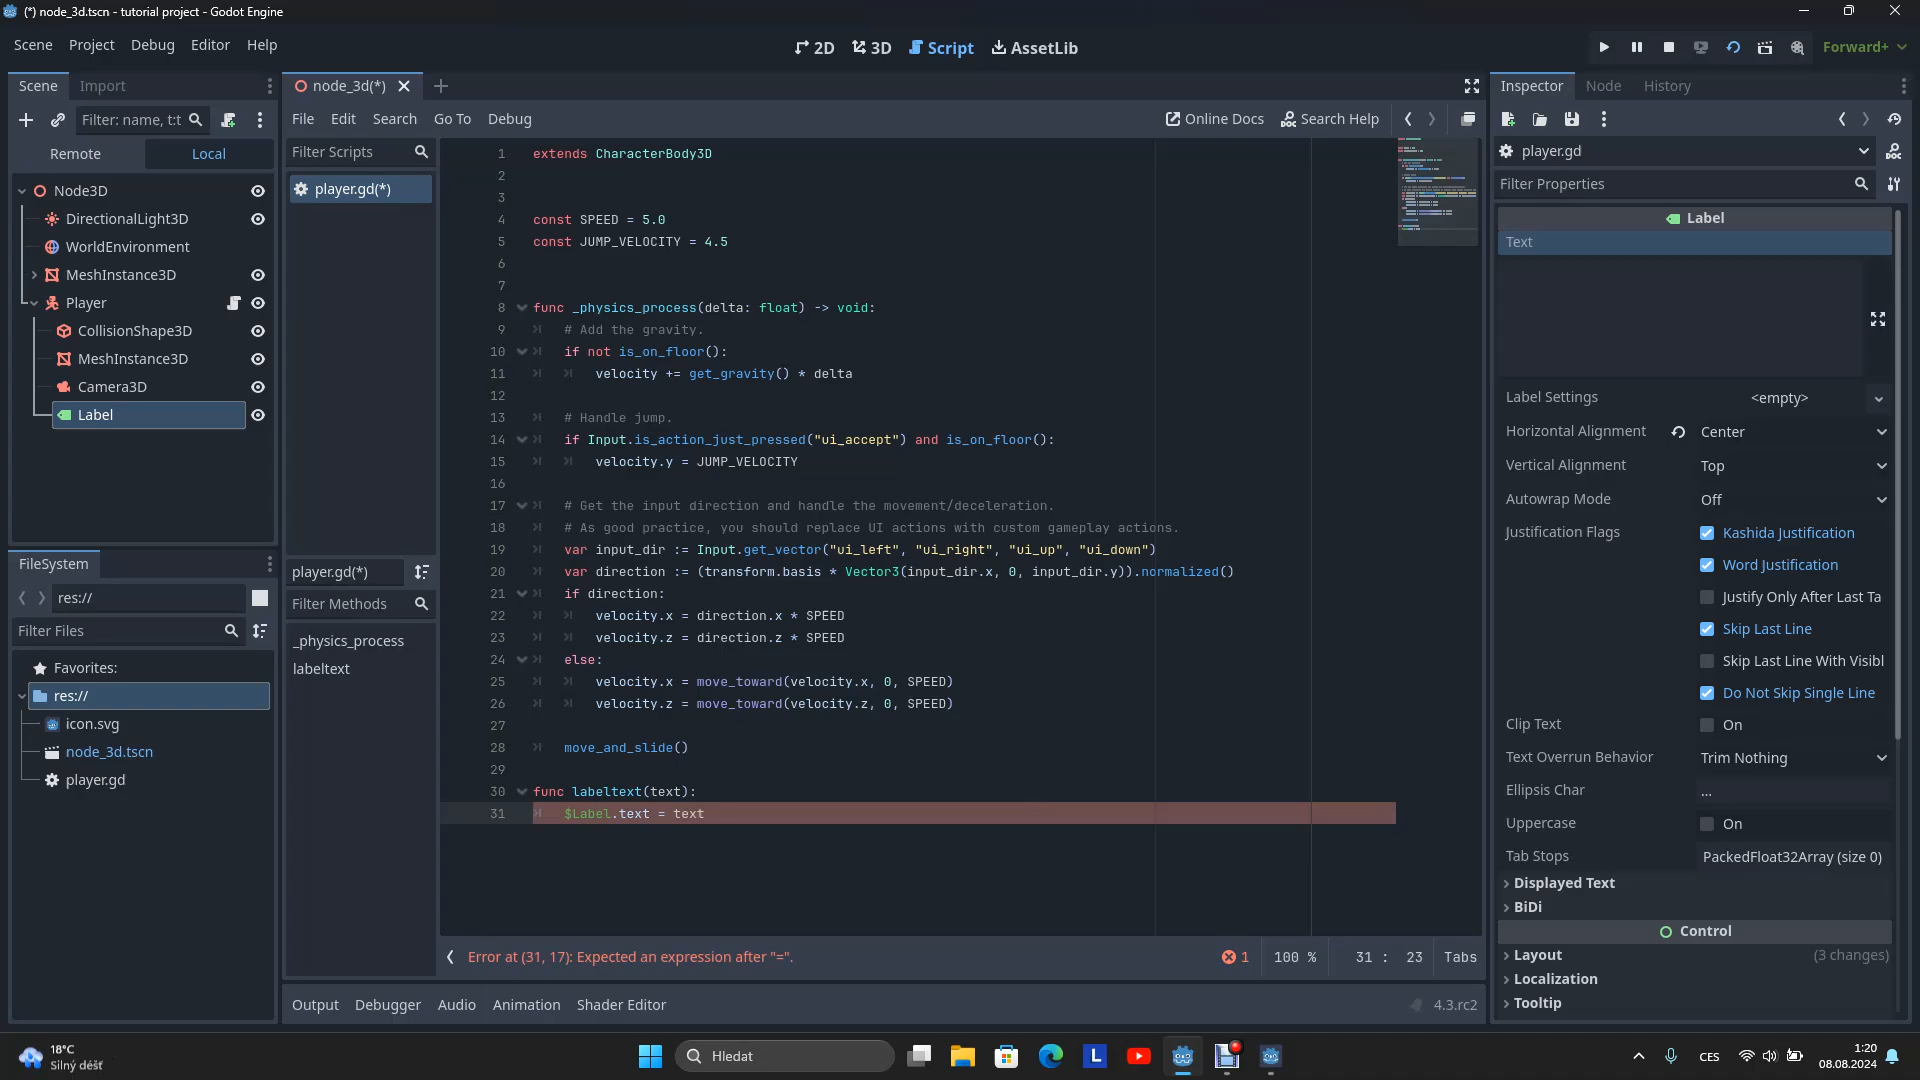 (*) node_3d.tscn - tutorial project - Godot Engine
Scene Project Debug Editor Help
2D 3D Script AssetLib
Forward+
Scene Import
node_3d(*)
Inspector Node History
Filter: name, t:t
File Edit Search Go To Debug
Online Docs Search Help
Remote Local
Filter Scripts
player.gd
Filter Properties
player.gd(*)
Node3D
DirectionalLight3D
WorldEnvironment
MeshInstance3D
Player
CollisionShape3D
MeshInstance3D
Camera3D
Label
FileSystem
res://
Filter Files
Favorites:
res://
icon.svg
node_3d.tscn
player.gd
player.gd(*)
Filter Methods
_physics_process
labeltext
1 extends CharacterBody3D
2
3
4 const SPEED = 5.0
5 const JUMP_VELOCITY = 4.5
6
7
8 func _physics_process(delta: float) -> void:
9 # Add the gravity.
10 if not is_on_floor():
11 velocity += get_gravity() * delta
12
13 # Handle jump.
14 if Input.is_action_just_pressed("ui_accept") and is_on_floor():
15 velocity.y = JUMP_VELOCITY
16
17 # Get the input direction and handle the movement/deceleration.
18 # As good practice, you should replace UI actions with custom gameplay actions.
19 var input_dir := Input.get_vector("ui_left", "ui_right", "ui_up", "ui_down")
20 var direction := (transform.basis * Vector3(input_dir.x, 0, input_dir.y)).normalized()
21 if direction:
22 velocity.x = direction.x * SPEED
23 velocity.z = direction.z * SPEED
24 else:
25 velocity.x = move_toward(velocity.x, 0, SPEED)
26 velocity.z = move_toward(velocity.z, 0, SPEED)
27
28 move_and_slide()
29
30 func labeltext(text):
31 $Label.text = text
Error at (31, 17): Expected an expression after "=".
1 100 % 31 : 23 Tabs
Output Debugger Audio Animation Shader Editor
4.3.rc2
Label
Text
Label Settings <empty>
Horizontal Alignment Center
Vertical Alignment Top
Autowrap Mode Off
Justification Flags Kashida Justification
Word Justification
Justify Only After Last Ta
Skip Last Line
Skip Last Line With Visibl
Do Not Skip Single Line
Clip Text On
Text Overrun Behavior Trim Nothing
Ellipsis Char ...
Uppercase On
Tab Stops PackedFloat32Array (size 0)
Displayed Text
BiDi
Control
Layout (3 changes)
Localization
Tooltip
18°C
Silný déšť
Hledat
L
CES
1:20
08.08.2024